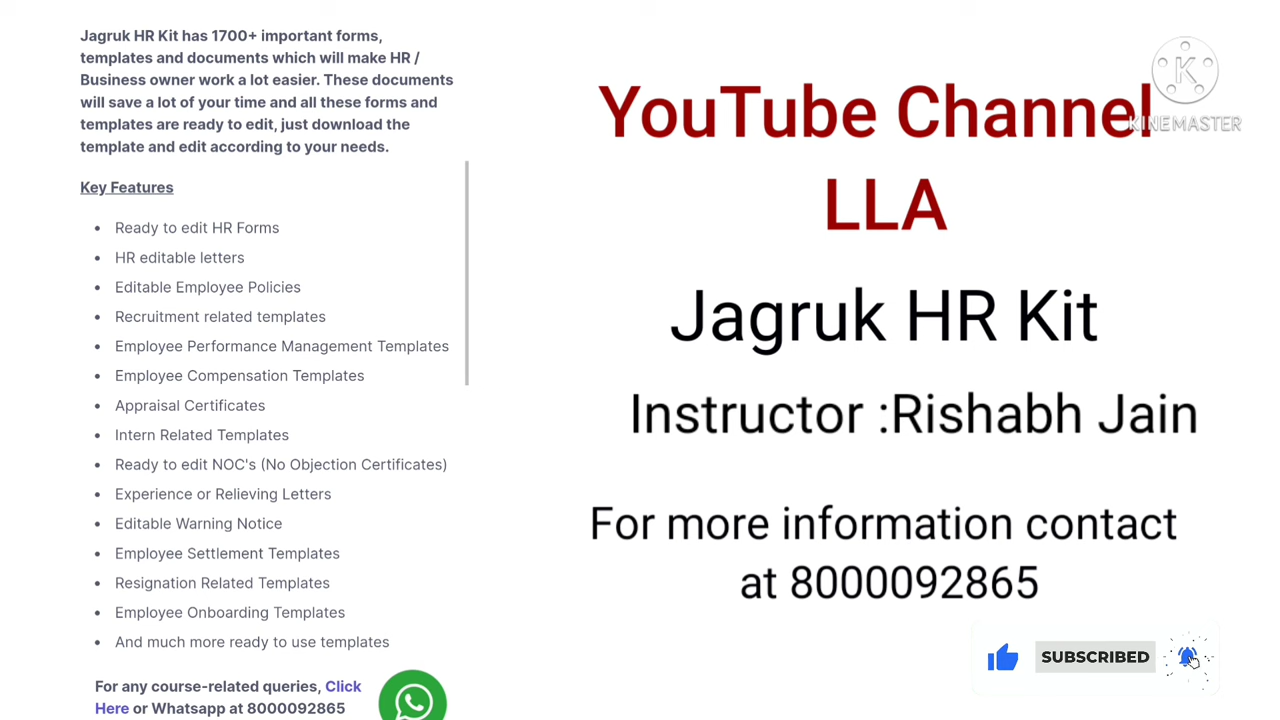 Jagruk HR Kit has 1700+ important forms,
templates and documents which will make HR /
Business owner work a lot easier. These documents
will save a lot of your time and all these forms and
templates are ready to edit, just download the
template and edit according to your needs.
Key Features
• Ready to edit HR Forms
• HR editable letters
• Editable Employee Policies
• Recruitment related templates
• Employee Performance Management Templates
• Employee Compensation Templates
• Appraisal Certificates
• Intern Related Templates
• Ready to edit NOC's (No Objection Certificates)
• Experience or Relieving Letters
• Editable Warning Notice
• Employee Settlement Templates
• Resignation Related Templates
• Employee Onboarding Templates
• And much more ready to use templates
For any course-related queries, Click
Here or Whatsapp at 8000092865
YouTube Channel
LLA
Jagruk HR Kit
Instructor :Rishabh Jain
For more information contact
at 8000092865
K
KINEMASTER
SUBSCRIBED